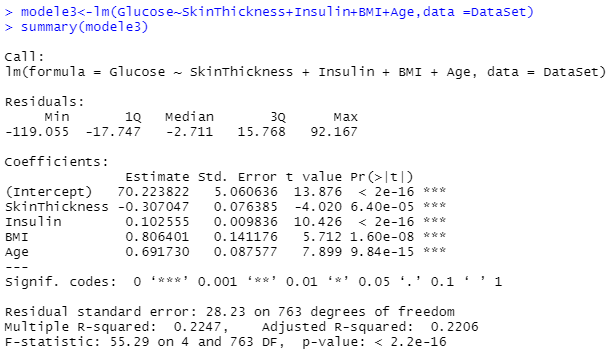 > modele3<-lm(Glucose~SkinThickness+Insulin+BMI+Age,data =DataSet)
> summary(modele3)
Call:
lm(formula = Glucose ~ SkinThickness + Insulin + BMI + Age, data = DataSet)
Residuals:
     Min       1Q   Median       3Q      Max
-119.055  -17.747   -2.711   15.768   92.167
Coefficients:
               Estimate Std. Error t value Pr(>|t|)
(Intercept)   70.223822   5.060636  13.876  < 2e-16 ***
SkinThickness -0.307047   0.076385  -4.020 6.40e-05 ***
Insulin        0.102555   0.009836  10.426  < 2e-16 ***
BMI            0.806401   0.141176   5.712 1.60e-08 ***
Age            0.691730   0.087577   7.899 9.84e-15 ***
---
Signif. codes:  0 ‘***’ 0.001 ‘**’ 0.01 ‘*’ 0.05 ‘.’ 0.1 ‘ ’ 1
Residual standard error: 28.23 on 763 degrees of freedom
Multiple R-squared:  0.2247,    Adjusted R-squared:  0.2206
F-statistic: 55.29 on 4 and 763 DF,  p-value: < 2.2e-16